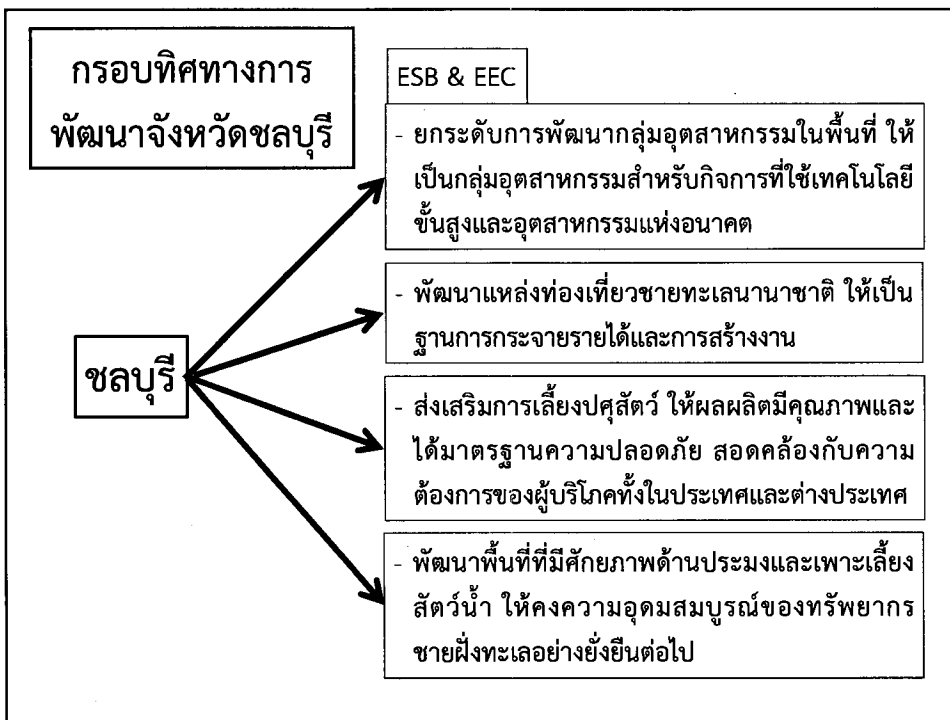 กรอบทิศทางการ
พัฒนาจังหวัดชลบุรี
ESB & EEC
- ยกระดับการพัฒนากลุ่มอุตสาหกรรมในพื้นที่ ให้
เป็นกลุ่มอุตสาหกรรมสำหรับกิจการที่ใช้เทคโนโลยี
ขั้นสูงและอุตสาหกรรมแห่งอนาคต
- พัฒนาแหล่งท่องเที่ยวชายทะเลนานาชาติ ให้เป็น
ฐานการกระจายรายได้และการสร้างงาน
ชลบุรี
- ส่งเสริมการเลี้ยงปศุสัตว์ ให้ผลผลิตมีคุณภาพและ
ได้มาตรฐานความปลอดภัย สอดคล้องกับความ
ต้องการของผู้บริโภคทั้งในประเทศและต่างประเทศ
- พัฒนาพื้นที่ที่มีศักยภาพด้านประมงและเพาะเลี้ยง
สัตว์น้ำ ให้คงความอุดมสมบูรณ์ของทรัพยากร
ชายฝั่งทะเลอย่างยั่งยืนต่อไป